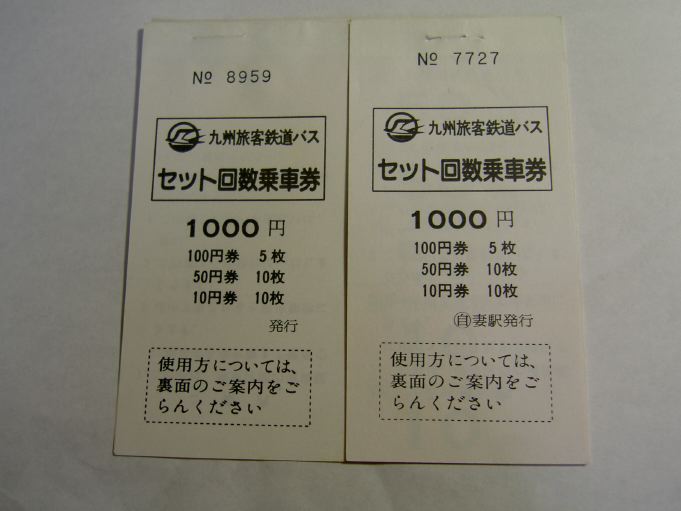 № 8959
九州旅客鉄道バス
セット回数乗車券
1000円
100円券 5枚
50円券 10枚
10円券 10枚
発行
使用方については、
裏面のご案内をご
らんください
№ 7727
九州旅客鉄道バス
セット回数乗車券
1000円
100円券 5枚
50円券 10枚
10円券 10枚
㊂妻駅発行
使用方については、
裏面のご案内をご
らんください